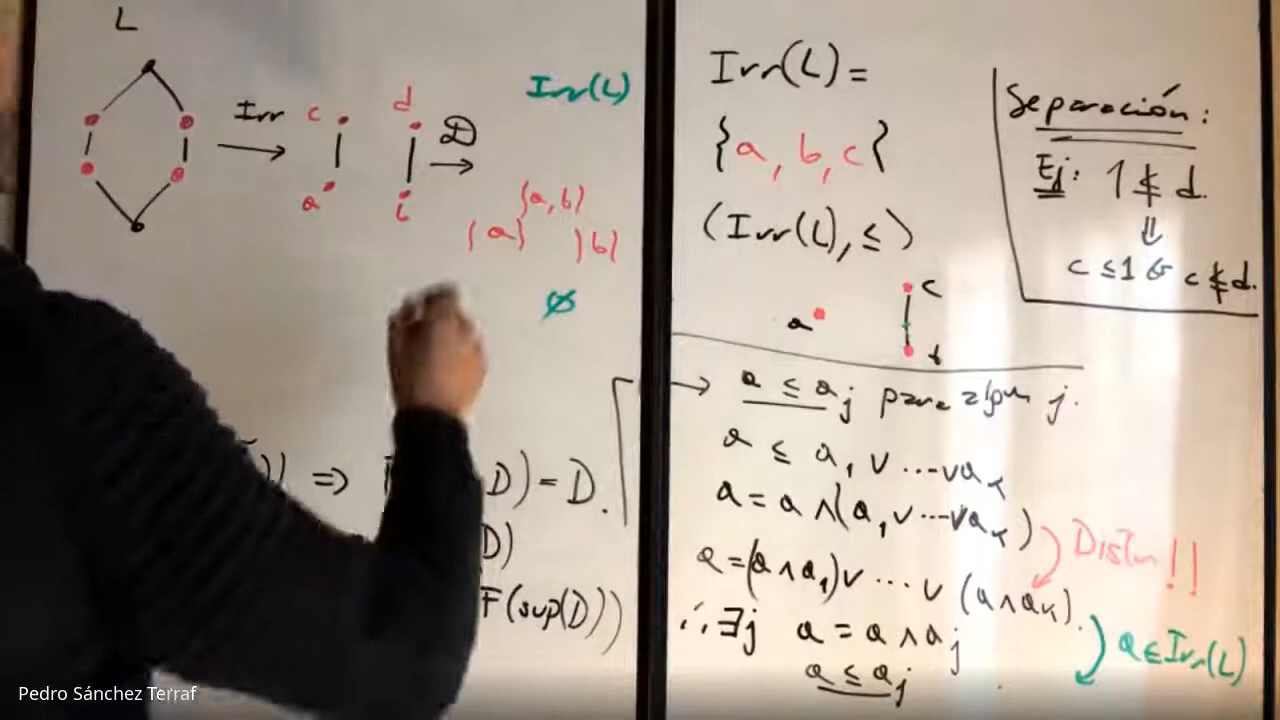 L
Irr
c
a
d
D
Irr(L)
{a, b}
{a}
{b}
∅
)) ⇒
D) = D.
D)
F(sup(D))
Irr(L) =
{a, b, c}
(Irr(L), ≤)
a
c
b
Separación:
Ej: 1 ≰ d.
⇓
c ≤ 1 & c ≰ d.
→ a ≤ aj para algún j.
a ≤ a1 ∨ ... ∨ ak
a = a ∧ (a1 ∨ ... ∨ ak)
Distr!!
a = (a ∧ a1) ∨ ... ∨ (a ∧ ak).
∴ ∃j a = a ∧ aj
a ∈ Irr(L)
a ≤ aj
Pedro Sánchez Terraf